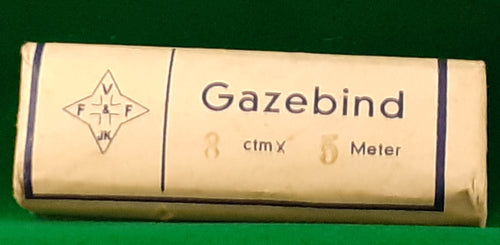 V
F & F
JK
Gazebind
8 ctm x 5 Meter